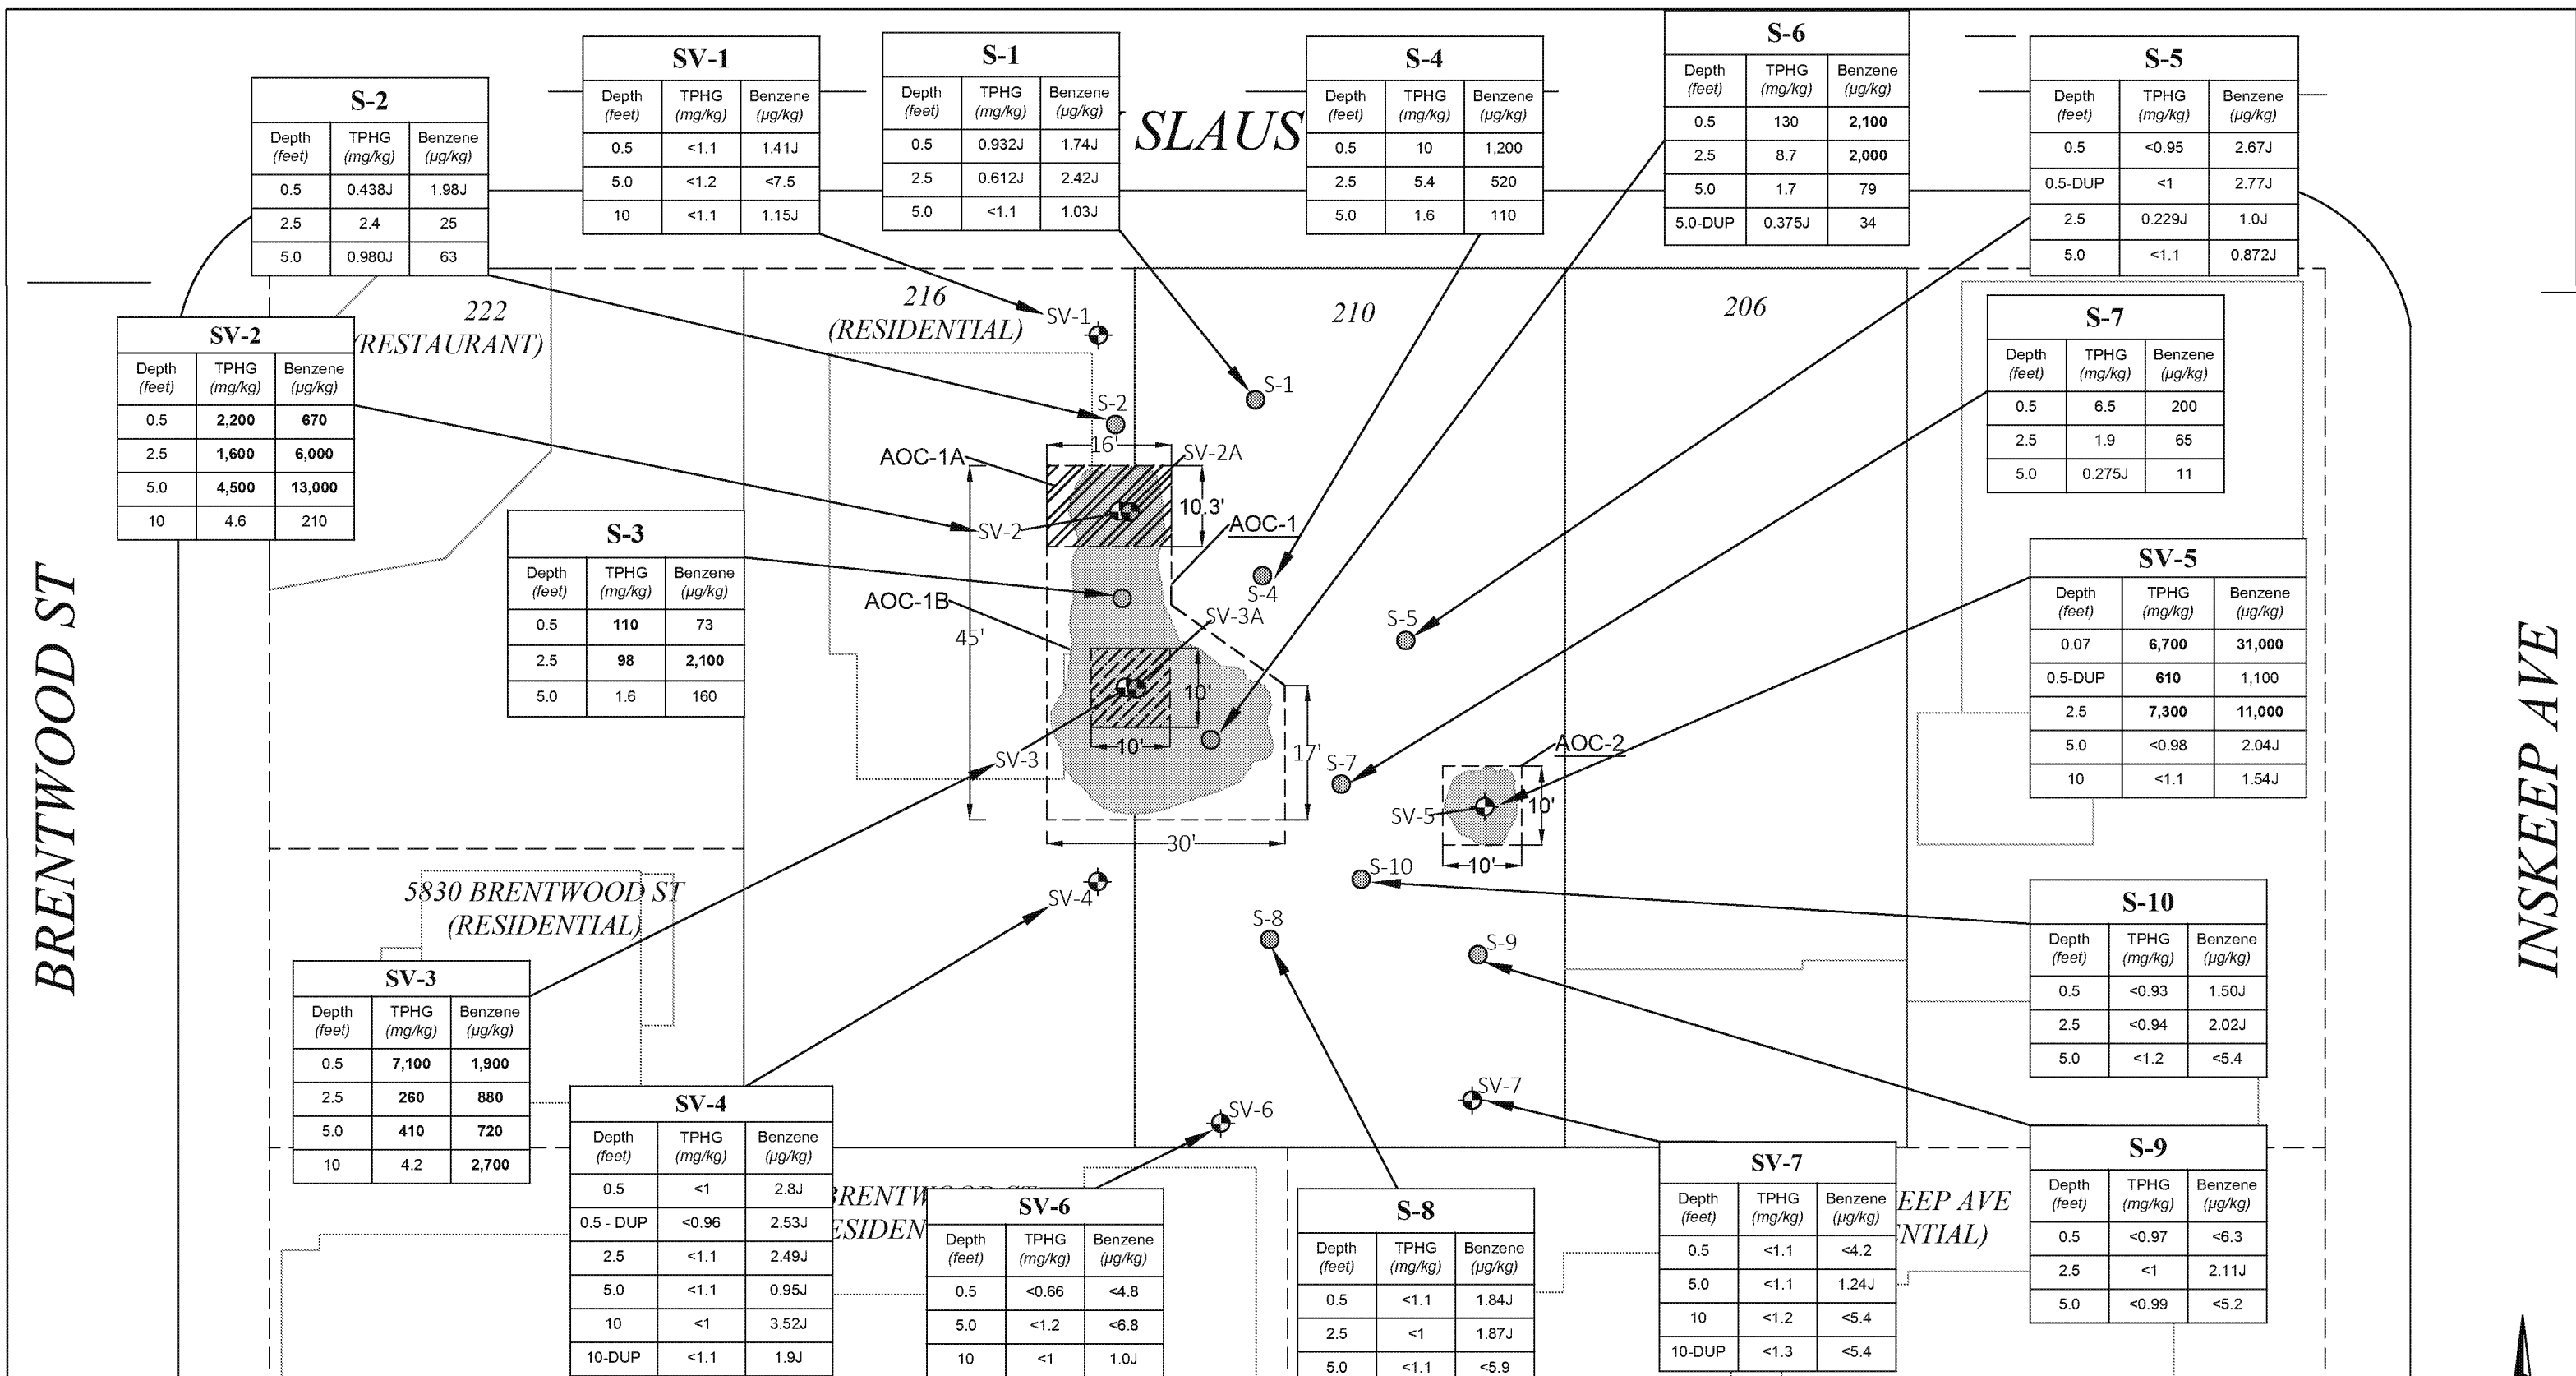 S-2
Depth (feet) TPHG (mg/kg) Benzene (µg/kg)
0.5 0.438J 1.98J
2.5 2.4 25
5.0 0.980J 63
SV-1
Depth (feet) TPHG (mg/kg) Benzene (µg/kg)
0.5 <1.1 1.41J
5.0 <1.2 <7.5
10 <1.1 1.15J
S-1
Depth (feet) TPHG (mg/kg) Benzene (µg/kg)
0.5 0.932J 1.74J
2.5 0.612J 2.42J
5.0 <1.1 1.03J
SLAUS
S-4
Depth (feet) TPHG (mg/kg) Benzene (µg/kg)
0.5 10 1,200
2.5 5.4 520
5.0 1.6 110
S-6
Depth (feet) TPHG (mg/kg) Benzene (µg/kg)
0.5 130 2,100
2.5 8.7 2,000
5.0 1.7 79
5.0-DUP 0.375J 34
S-5
Depth (feet) TPHG (mg/kg) Benzene (µg/kg)
0.5 <0.95 2.67J
0.5-DUP <1 2.77J
2.5 0.229J 1.0J
5.0 <1.1 0.872J
SV-2
Depth (feet) TPHG (mg/kg) Benzene (µg/kg)
0.5 2,200 670
2.5 1,600 6,000
5.0 4,500 13,000
10 4.6 210
222
(RESTAURANT)
216
(RESIDENTIAL)
210
206
SV-1
S-1
S-2
16'
AOC-1A
SV-2A
10.3'
SV-2
AOC-1
S-4
AOC-1B
SV-3A
45'
S-5
10'
10'
SV-3
17'
S-7
AOC-2
SV-5
10'
10'
30'
S-10
SV-4
S-8
S-9
SV-7
SV-6
S-7
Depth (feet) TPHG (mg/kg) Benzene (µg/kg)
0.5 6.5 200
2.5 1.9 65
5.0 0.275J 11
S-3
Depth (feet) TPHG (mg/kg) Benzene (µg/kg)
0.5 110 73
2.5 98 2,100
5.0 1.6 160
SV-5
Depth (feet) TPHG (mg/kg) Benzene (µg/kg)
0.07 6,700 31,000
0.5-DUP 610 1,100
2.5 7,300 11,000
5.0 <0.98 2.04J
10 <1.1 1.54J
BRENTWOOD ST
INSKEEP AVE
5830 BRENTWOOD ST
(RESIDENTIAL)
SV-3
Depth (feet) TPHG (mg/kg) Benzene (µg/kg)
0.5 7,100 1,900
2.5 260 880
5.0 410 720
10 4.2 2,700
S-10
Depth (feet) TPHG (mg/kg) Benzene (µg/kg)
0.5 <0.93 1.50J
2.5 <0.94 2.02J
5.0 <1.2 <5.4
SV-4
Depth (feet) TPHG (mg/kg) Benzene (µg/kg)
0.5 <1 2.8J
0.5 - DUP <0.96 2.53J
2.5 <1.1 2.49J
5.0 <1.1 0.95J
10 <1 3.52J
10-DUP <1.1 1.9J
ESIDEN
SV-6
Depth (feet) TPHG (mg/kg) Benzene (µg/kg)
0.5 <0.66 <4.8
5.0 <1.2 <6.8
10 <1 1.0J
S-8
Depth (feet) TPHG (mg/kg) Benzene (µg/kg)
0.5 <1.1 1.84J
2.5 <1 1.87J
5.0 <1.1 <5.9
SV-7
Depth (feet) TPHG (mg/kg) Benzene (µg/kg)
0.5 <1.1 <4.2
5.0 <1.1 1.24J
10 <1.2 <5.4
10-DUP <1.3 <5.4
EEP AVE
NTIAL)
S-9
Depth (feet) TPHG (mg/kg) Benzene (µg/kg)
0.5 <0.97 <6.3
2.5 <1 2.11J
5.0 <0.99 <5.2